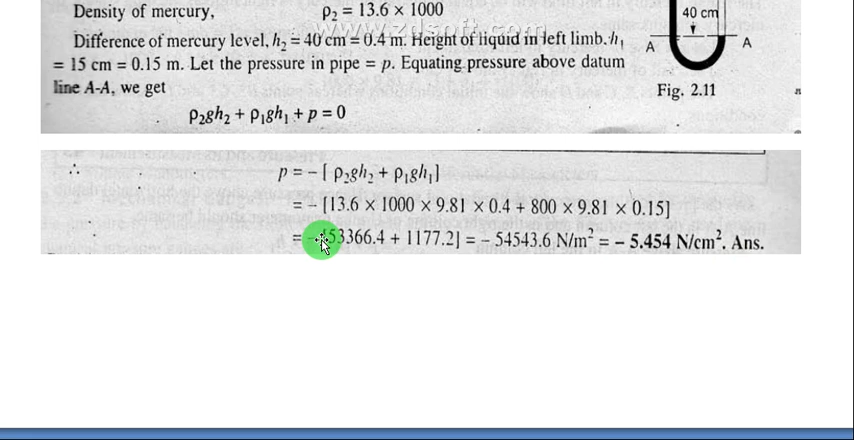 Density of mercury, ρ₂ = 13.6 × 1000
www.zdsoft.com
40 cm
Difference of mercury level, h₂ = 40 cm = 0.4 m. Height of liquid in left limb. h₁
A A
= 15 cm = 0.15 m. Let the pressure in pipe = p. Equating pressure above datum
line A-A, we get
Fig. 2.11
ρ₂gh₂ + ρ₁gh₁ + p = 0
∴ p = – [ ρ₂gh₂ + ρ₁gh₁]
= – [13.6 × 1000 × 9.81 × 0.4 + 800 × 9.81 × 0.15]
= – [53366.4 + 1177.2] = – 54543.6 N/m² = – 5.454 N/cm². Ans.